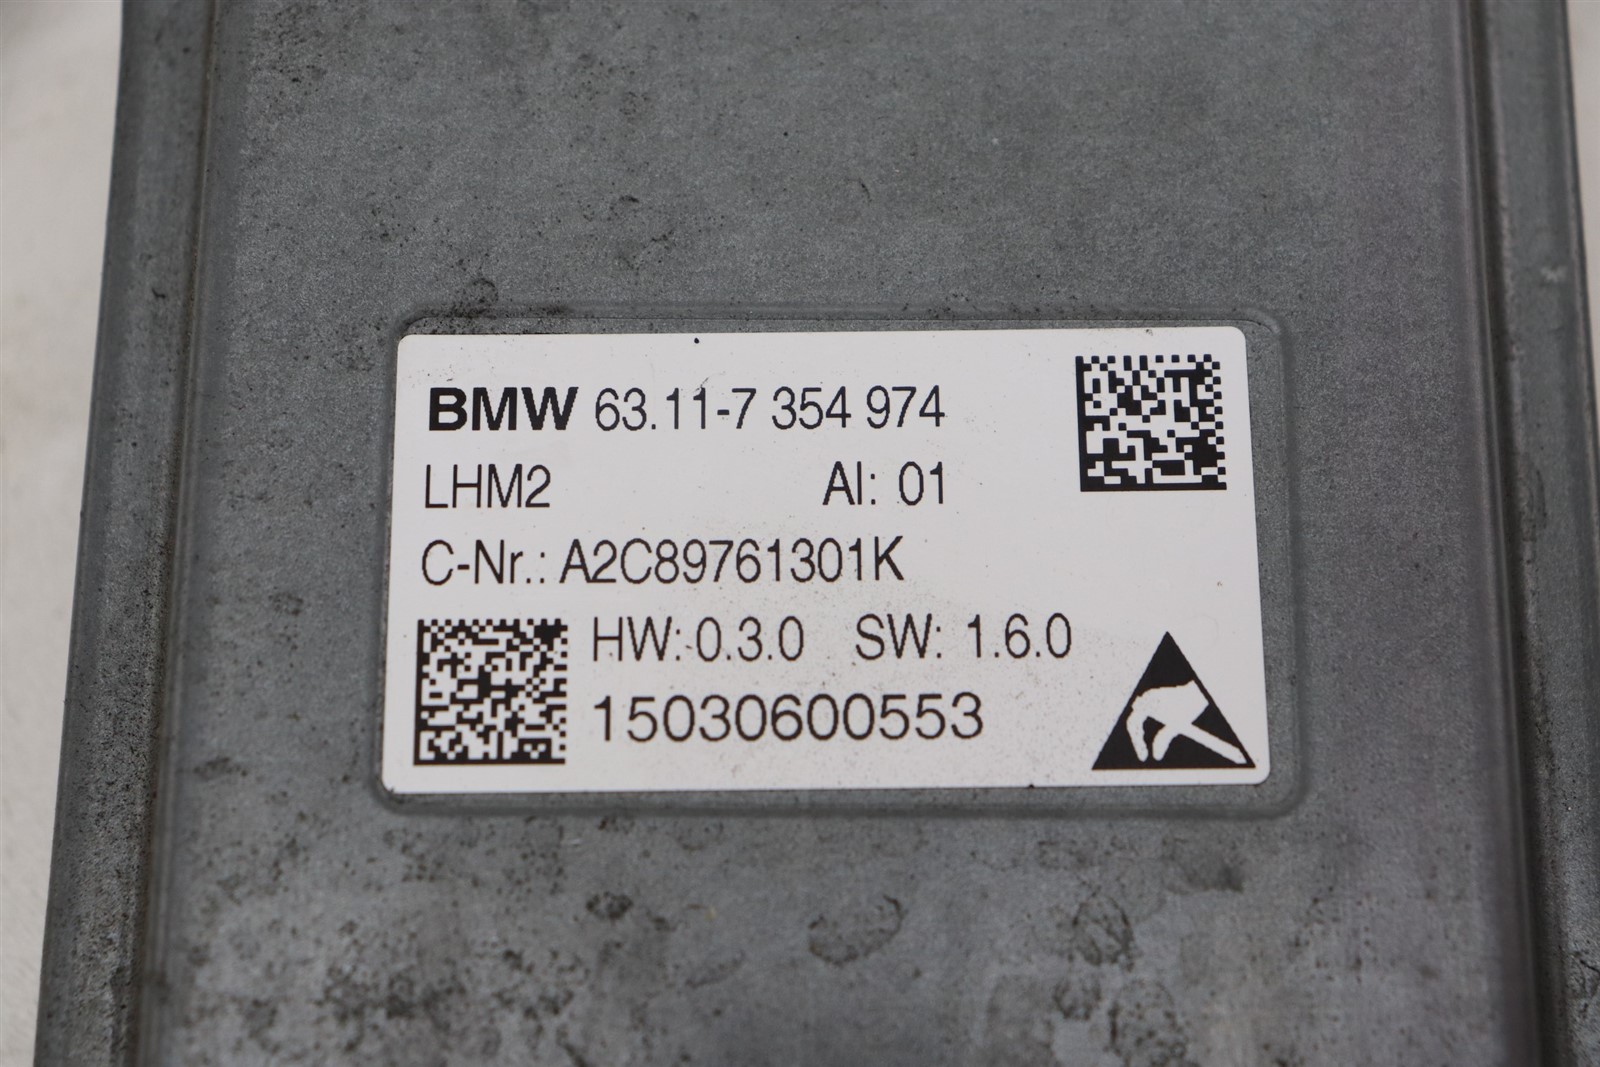 BMW 63.11-7 354 974
LHM2 AI: 01
C-Nr.: A2C89761301K
HW: 0.3.0 SW: 1.6.0
15030600553